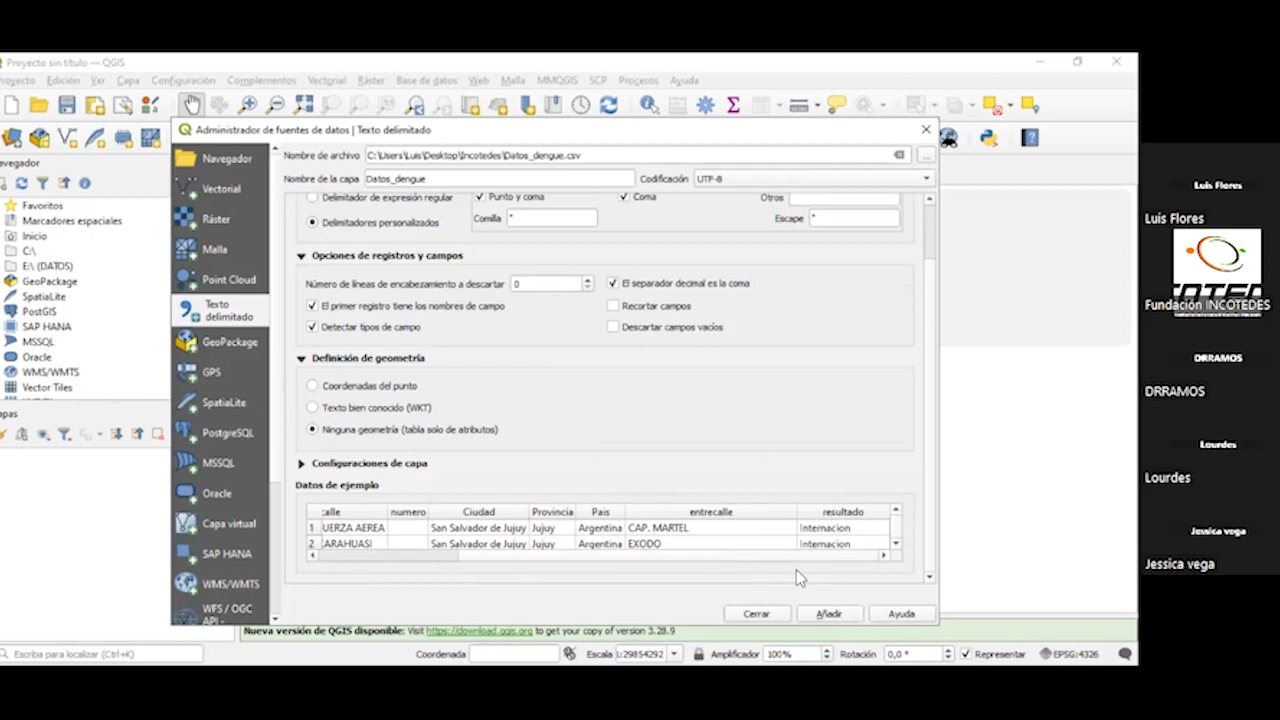 Proyecto sin título — QGIS
royecto Edición Ver Capa Configuración Complementos Vectorial Ráster Base de datos Web Malla MMQGIS SCP Procesos Ayuda
Administrador de fuentes de datos | Texto delimitado
avegador
Favoritos
Marcadores espaciales
Inicio
C:\
E:\ (DATOS)
GeoPackage
SpatiaLite
PostGIS
SAP HANA
MSSQL
Oracle
WMS/WMTS
Vector Tiles
apas
Navegador
Vectorial
Ráster
Malla
Point Cloud
Texto
delimitado
GeoPackage
GPS
SpatiaLite
PostgreSQL
MSSQL
Oracle
Capa virtual
SAP HANA
WMS/WMTS
WFS / OGC
API -
Nombre de archivo C:\Users\Luis\Desktop\Incotedes\Datos_dengue.csv
Nombre de la capa Datos_dengue Codificación UTF-8
Delimitador de expresión regular Punto y coma Coma Otros
Delimitadores personalizados Comilla " Escape "
Opciones de registros y campos
Número de líneas de encabezamiento a descartar 0 El separador decimal es la coma
El primer registro tiene los nombres de campo Recortar campos
Detectar tipos de campo Descartar campos vacíos
Definición de geometría
Coordenadas del punto
Texto bien conocido (WKT)
Ninguna geometría (tabla solo de atributos)
Configuraciones de capa
Datos de ejemplo
alle numero Ciudad Provincia Pais entrecalle resultado
1 UERZA AEREA San Salvador de Jujuy Jujuy Argentina CAP. MARTEL Internacion
2 ARAHUASI San Salvador de Jujuy Jujuy Argentina EXODO Internacion
Cerrar Añadir Ayuda
Nueva versión de QGIS disponible: Visit https://download.qgis.org to get your copy of version 3.28.9
Escriba para localizar (Ctrl+K) Coordenada Escala 1:29854292 Amplificador 100% Rotación 0,0 ° Representar EPSG:4326
Luis Flores
Luis Flores
Fundación INCOTEDES
DRRAMOS
DRRAMOS
Lourdes
Lourdes
Jessica vega
Jessica vega